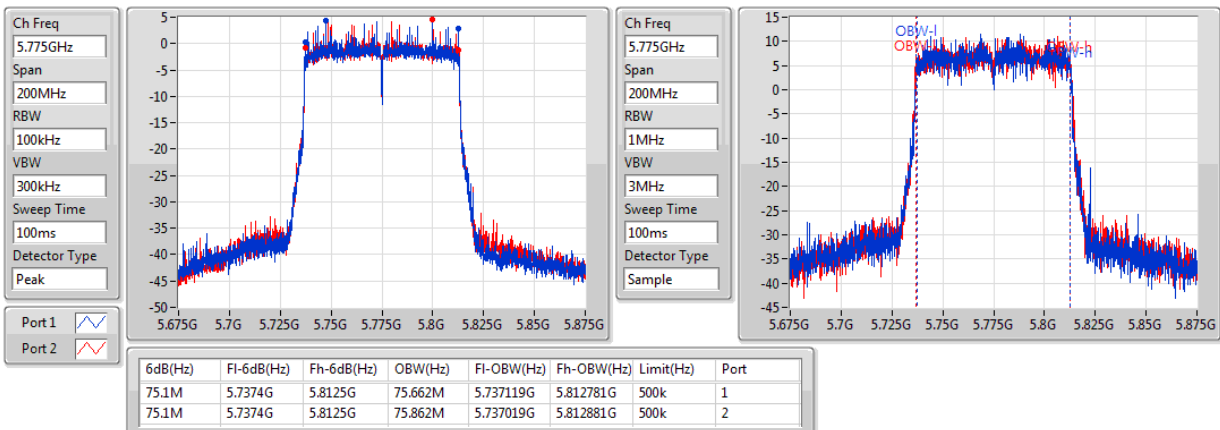 Ch Freq
5.775GHz
Span
200MHz
RBW
100kHz
VBW
300kHz
Sweep Time
100ms
Detector Type
Peak
Port 1
Port 2
5
0
-5
-10
-15
-20
-25
-30
-35
-40
-45
-50
5.675G 5.7G 5.725G 5.75G 5.775G 5.8G 5.825G 5.85G 5.875G
Ch Freq
5.775GHz
Span
200MHz
RBW
1MHz
VBW
3MHz
Sweep Time
100ms
Detector Type
Sample
15
10
5
0
-5
-10
-15
-20
-25
-30
-35
-40
-45
OBW-l
5.675G 5.7G 5.725G 5.75G 5.775G 5.8G 5.825G 5.85G 5.875G
6dB(Hz) Fl-6dB(Hz) Fh-6dB(Hz) OBW(Hz) Fl-OBW(Hz) Fh-OBW(Hz) Limit(Hz) Port
75.1M 5.7374G 5.8125G 75.662M 5.737119G 5.812781G 500k 1
75.1M 5.7374G 5.8125G 75.862M 5.737019G 5.812881G 500k 2